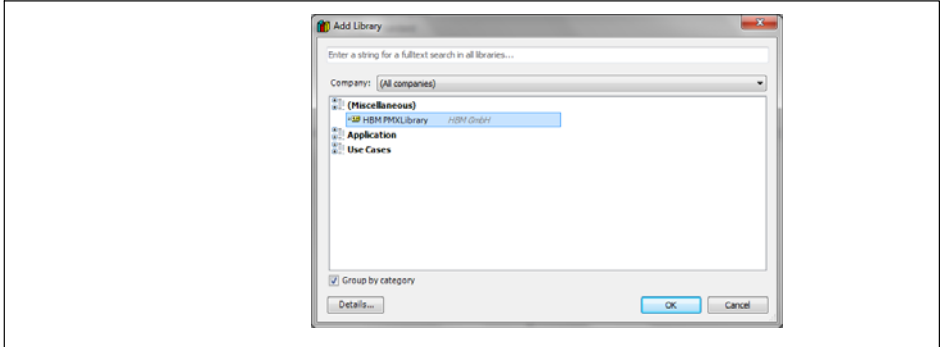 Add Library
Enter a string for a fulltext search in all libraries...
Company: (All companies)
(Miscellaneous)
HBM PMXLibrary HBM GmbH
Application
Use Cases
Group by category
Details... OK Cancel